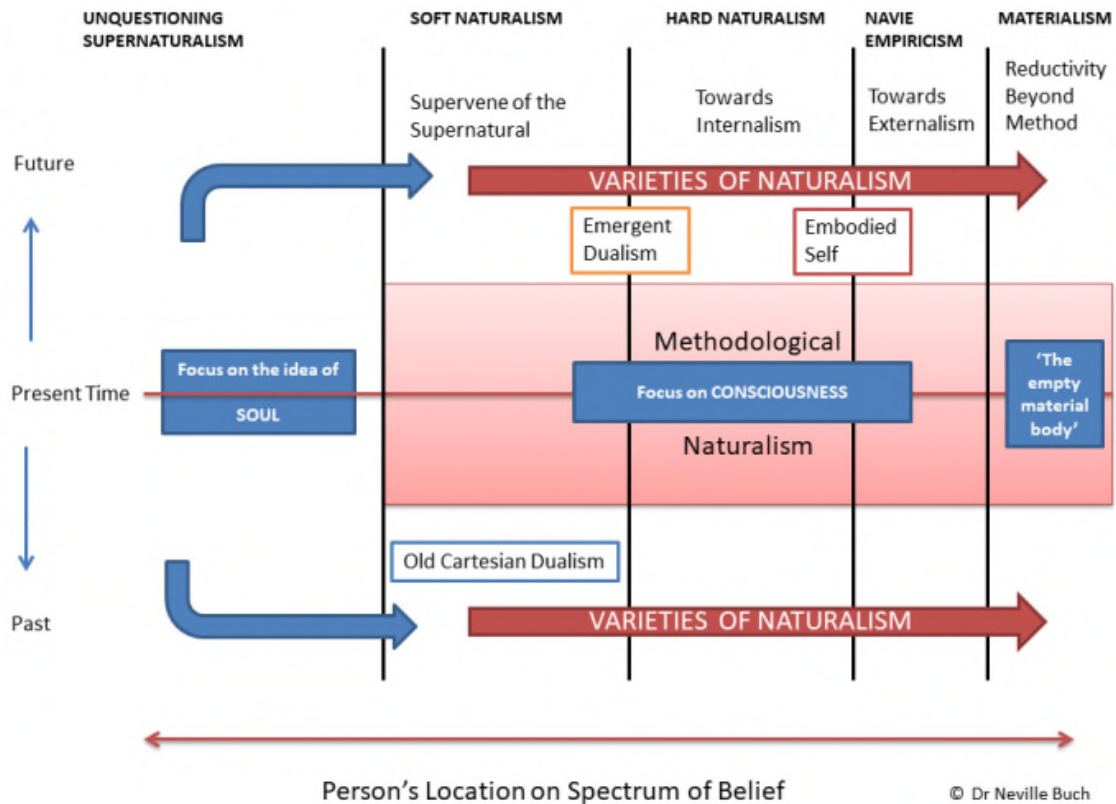 UNQUESTIONING
SUPERNATURALISM
SOFT NATURALISM
HARD NATURALISM
NAVIE
EMPIRICISM
MATERIALISM
Supervene of the
Supernatural
Towards
Internalism
Towards
Externalism
Reductivity
Beyond
Method
Future
VARIETIES OF NATURALISM
Emergent
Dualism
Embodied
Self
Methodological
Present Time
Focus on the idea of
SOUL
Focus on CONSCIOUSNESS
‘The
empty
material
body’
Naturalism
Old Cartesian Dualism
Past
VARIETIES OF NATURALISM
Person’s Location on Spectrum of Belief
© Dr Neville Buch